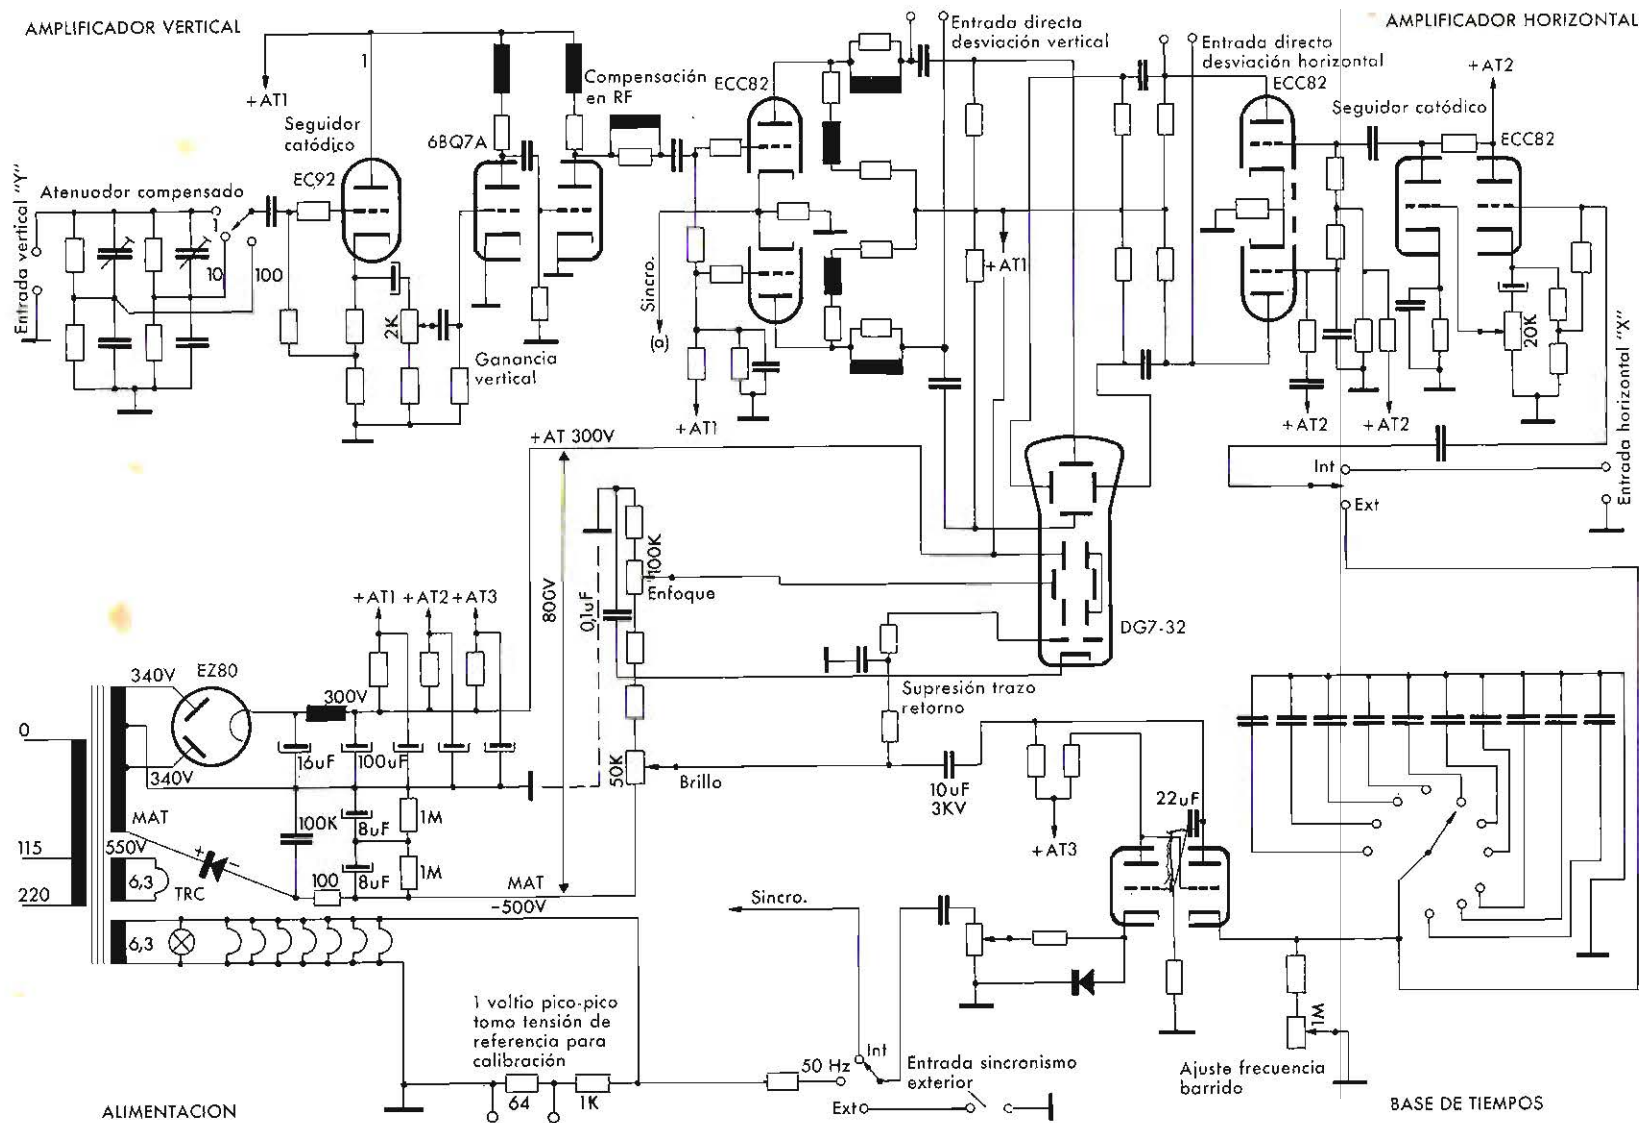 AMPLIFICADOR VERTICAL
AMPLIFICADOR HORIZONTAL
Entrada directa
desviación vertical
Entrada directa
desviación horizontal
1
+AT1
Seguidor
catódico
EC92
6BQ7A
Compensación
en RF
ECC82
ECC82
+AT2
Seguidor catódico
ECC82
Atenuador compensado
Entrada vertical "Y"
1
10
100
2K
Ganancia
vertical
Sincro.
(a)
+AT1
+AT1
20K
+AT2
+AT2
Entrada horizontal "X"
Int
Ext
+AT 300V
800V
0,1uF
100K
Enfoque
DG7-32
+AT1
+AT2
+AT3
340V
EZ80
300V
0
340V
16uF
100uF
50K
Brillo
Supresión trazo
retorno
10uF
3KV
+AT3
22uF
MAT
100K
8uF
1M
115
550V
6,3
TRC
100
8uF
1M
MAT
-500V
220
6,3
Sincro.
1 voltio pico-pico
toma tensión de
referencia para
calibración
64
1K
50 Hz
Int
Ext
Entrada sincronismo
exterior
1M
Ajuste frecuencia
barrido
ALIMENTACION
BASE DE TIEMPOS